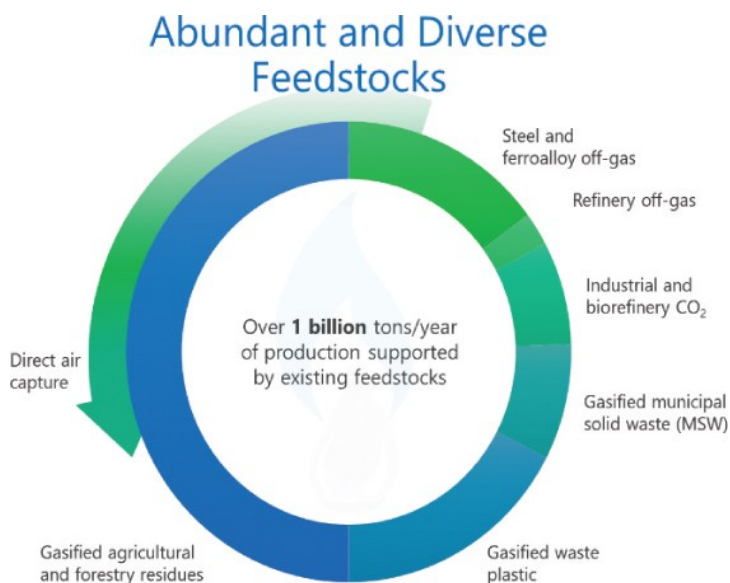 Abundant and Diverse
Feedstocks
Steel and
ferroalloy off-gas
Refinery off-gas
Industrial and
biorefinery CO₂
Over 1 billion tons/year
of production supported
by existing feedstocks
Direct air
capture
Gasified municipal
solid waste (MSW)
Gasified agricultural
and forestry residues
Gasified waste
plastic